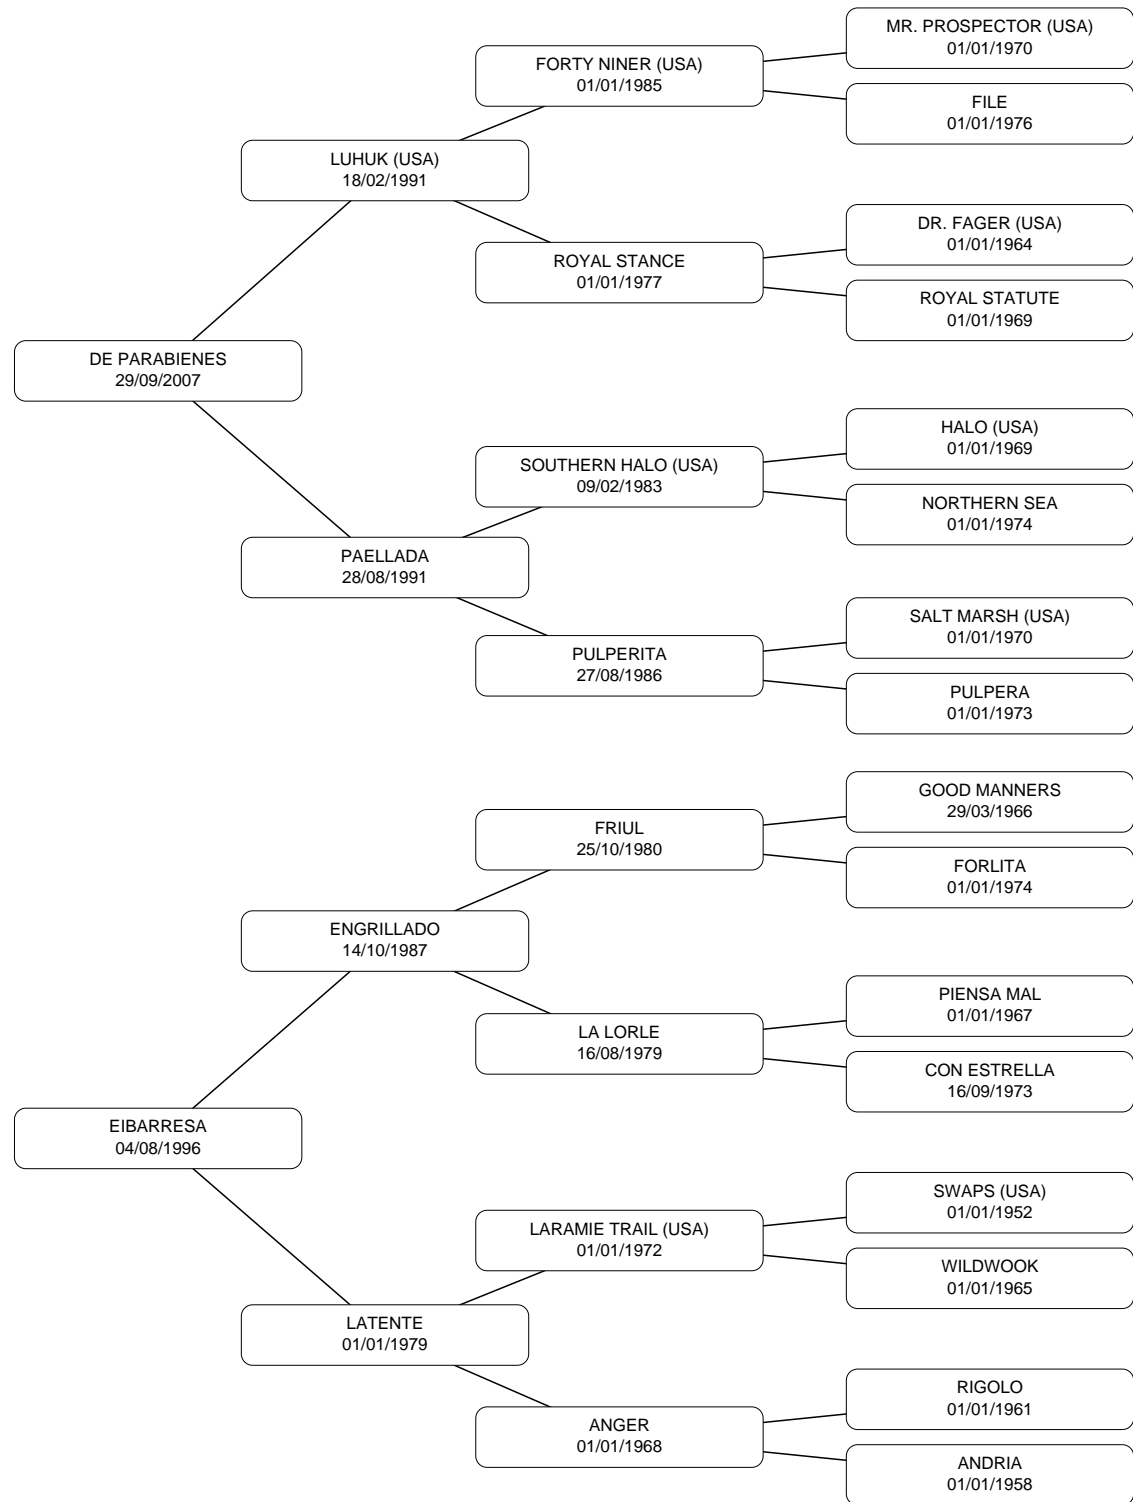 MR. PROSPECTOR (USA)
01/01/1970
FORTY NINER (USA)
01/01/1985
FILE
01/01/1976
LUHUK (USA)
18/02/1991
DR. FAGER (USA)
01/01/1964
ROYAL STANCE
01/01/1977
ROYAL STATUTE
01/01/1969
DE PARABIENES
29/09/2007
HALO (USA)
01/01/1969
SOUTHERN HALO (USA)
09/02/1983
NORTHERN SEA
01/01/1974
PAELLADA
28/08/1991
SALT MARSH (USA)
01/01/1970
PULPERITA
27/08/1986
PULPERA
01/01/1973
GOOD MANNERS
29/03/1966
FRIUL
25/10/1980
FORLITA
01/01/1974
ENGRILLADO
14/10/1987
PIENSA MAL
01/01/1967
LA LORLE
16/08/1979
CON ESTRELLA
16/09/1973
EIBARRESA
04/08/1996
SWAPS (USA)
01/01/1952
LARAMIE TRAIL (USA)
01/01/1972
WILDWOOK
01/01/1965
LATENTE
01/01/1979
RIGOLO
01/01/1961
ANGER
01/01/1968
ANDRIA
01/01/1958